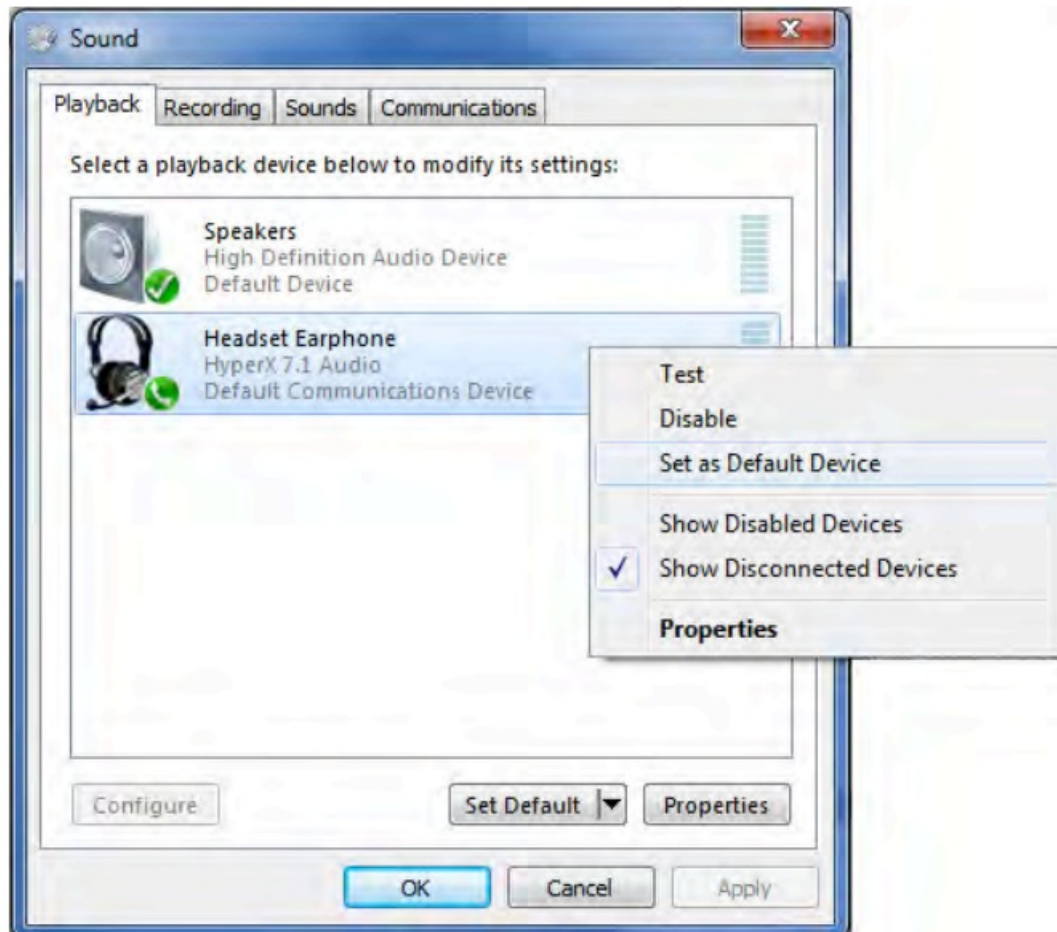 Sound
Playback Recording Sounds Communications
Select a playback device below to modify its settings:
Speakers
High Definition Audio Device
Default Device
Headset Earphone
HyperX 7.1 Audio
Default Communications Device
Test
Disable
Set as Default Device
Show Disabled Devices
Show Disconnected Devices
Properties
Configure Set Default Properties
OK Cancel Apply